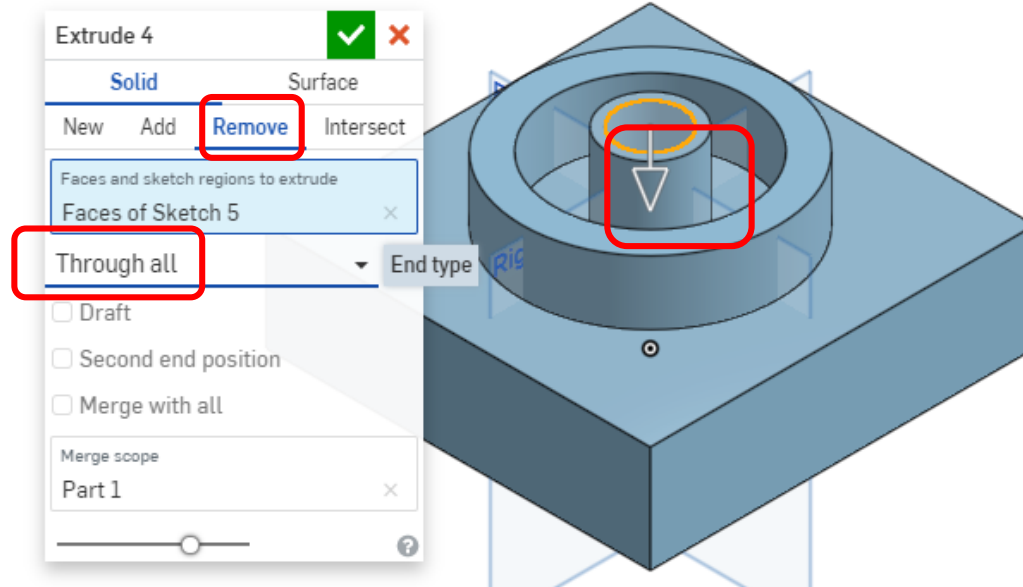 Extrude 4
Solid Surface
New Add Remove Intersect
Faces and sketch regions to extrude
Faces of Sketch 5
Through all
End type
Draft
Second end position
Merge with all
Merge scope
Part 1
Rig